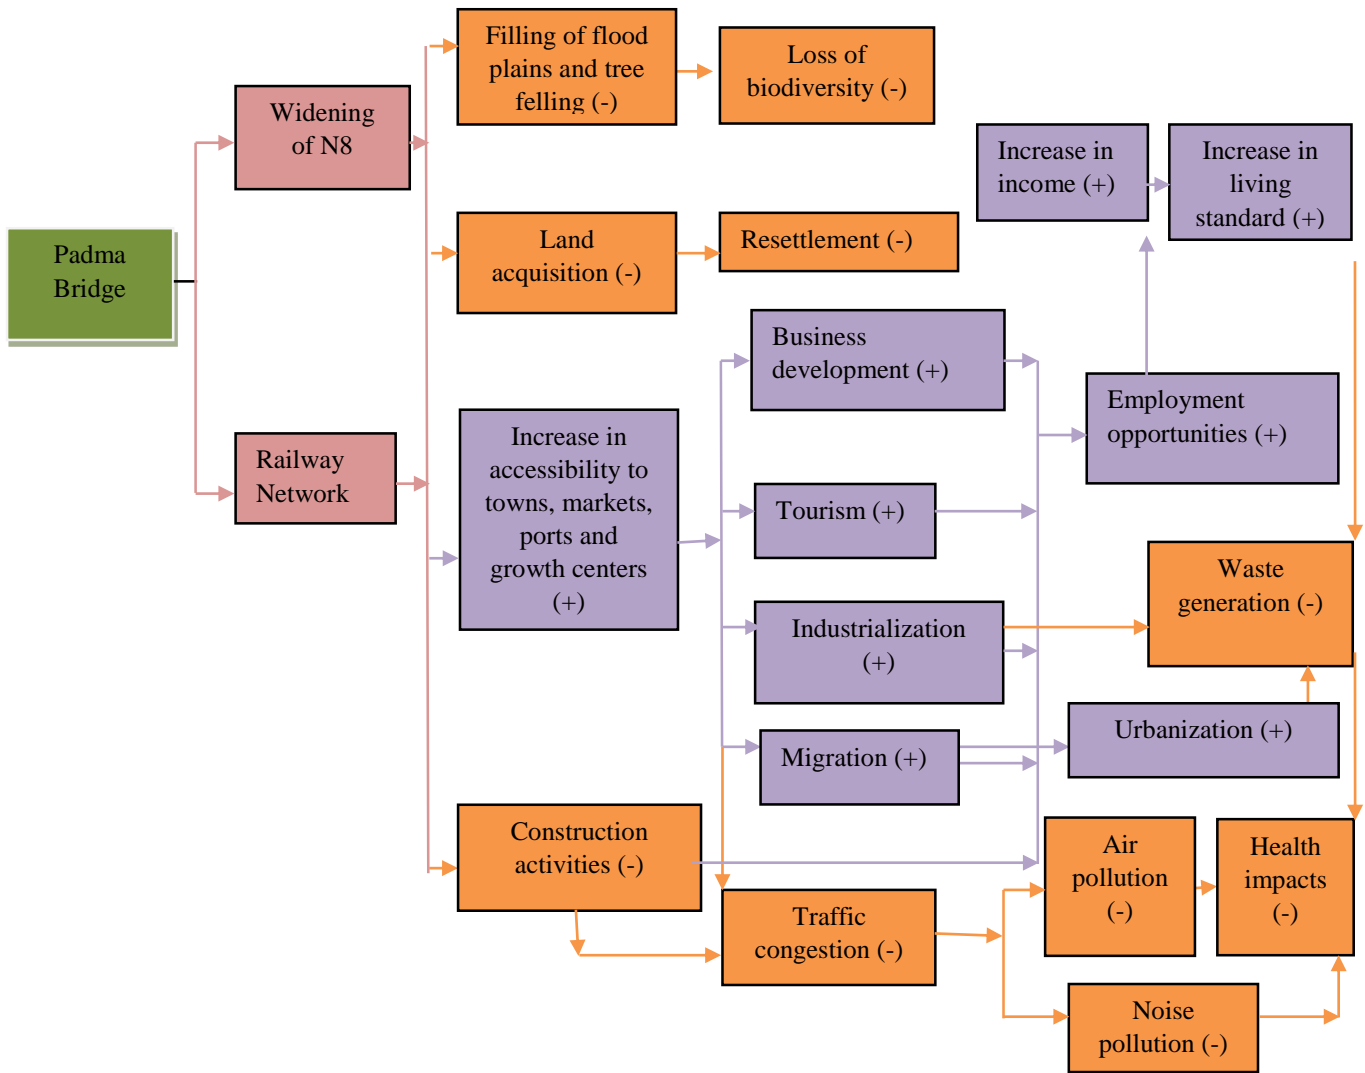 Filling of flood
plains and tree
felling (-)
Loss of
biodiversity (-)
Widening
of N8
Increase in
income (+)
Increase in
living
standard (+)
Padma
Bridge
Land
acquisition (-)
Resettlement (-)
Business
development (+)
Employment
opportunities (+)
Railway
Network
Increase in
accessibility to
towns, markets,
ports and
growth centers
(+)
Tourism (+)
Industrialization
(+)
Waste
generation (-)
Migration (+)
Urbanization (+)
Construction
activities (-)
Traffic
congestion (-)
Air
pollution
(-)
Health
impacts
(-)
Noise
pollution (-)